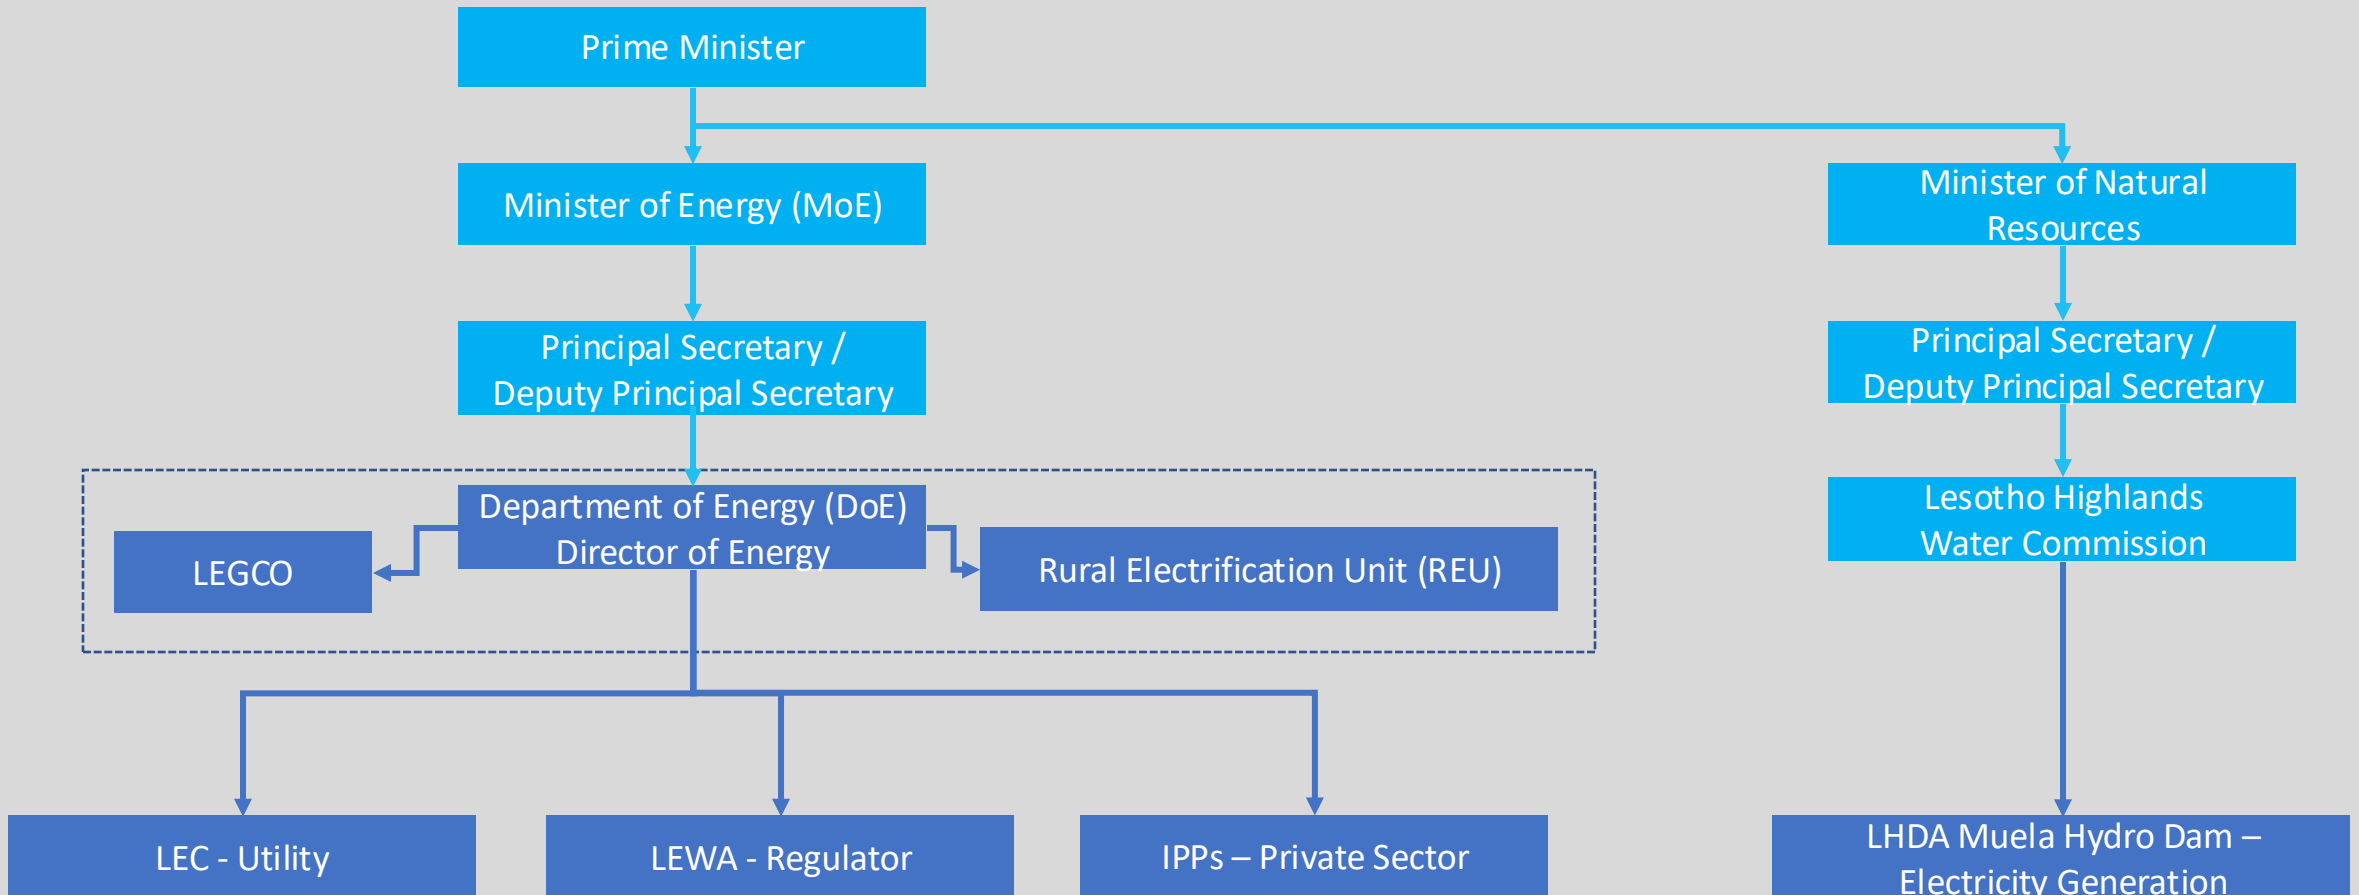 Prime Minister
Minister of Energy (MoE)
Minister of Natural
Resources
Principal Secretary /
Deputy Principal Secretary
Principal Secretary /
Deputy Principal Secretary
Department of Energy (DoE)
Director of Energy
LEGCO
Rural Electrification Unit (REU)
Lesotho Highlands
Water Commission
LEC - Utility
LEWA - Regulator
IPPs – Private Sector
LHDA Muela Hydro Dam –
Electricity Generation